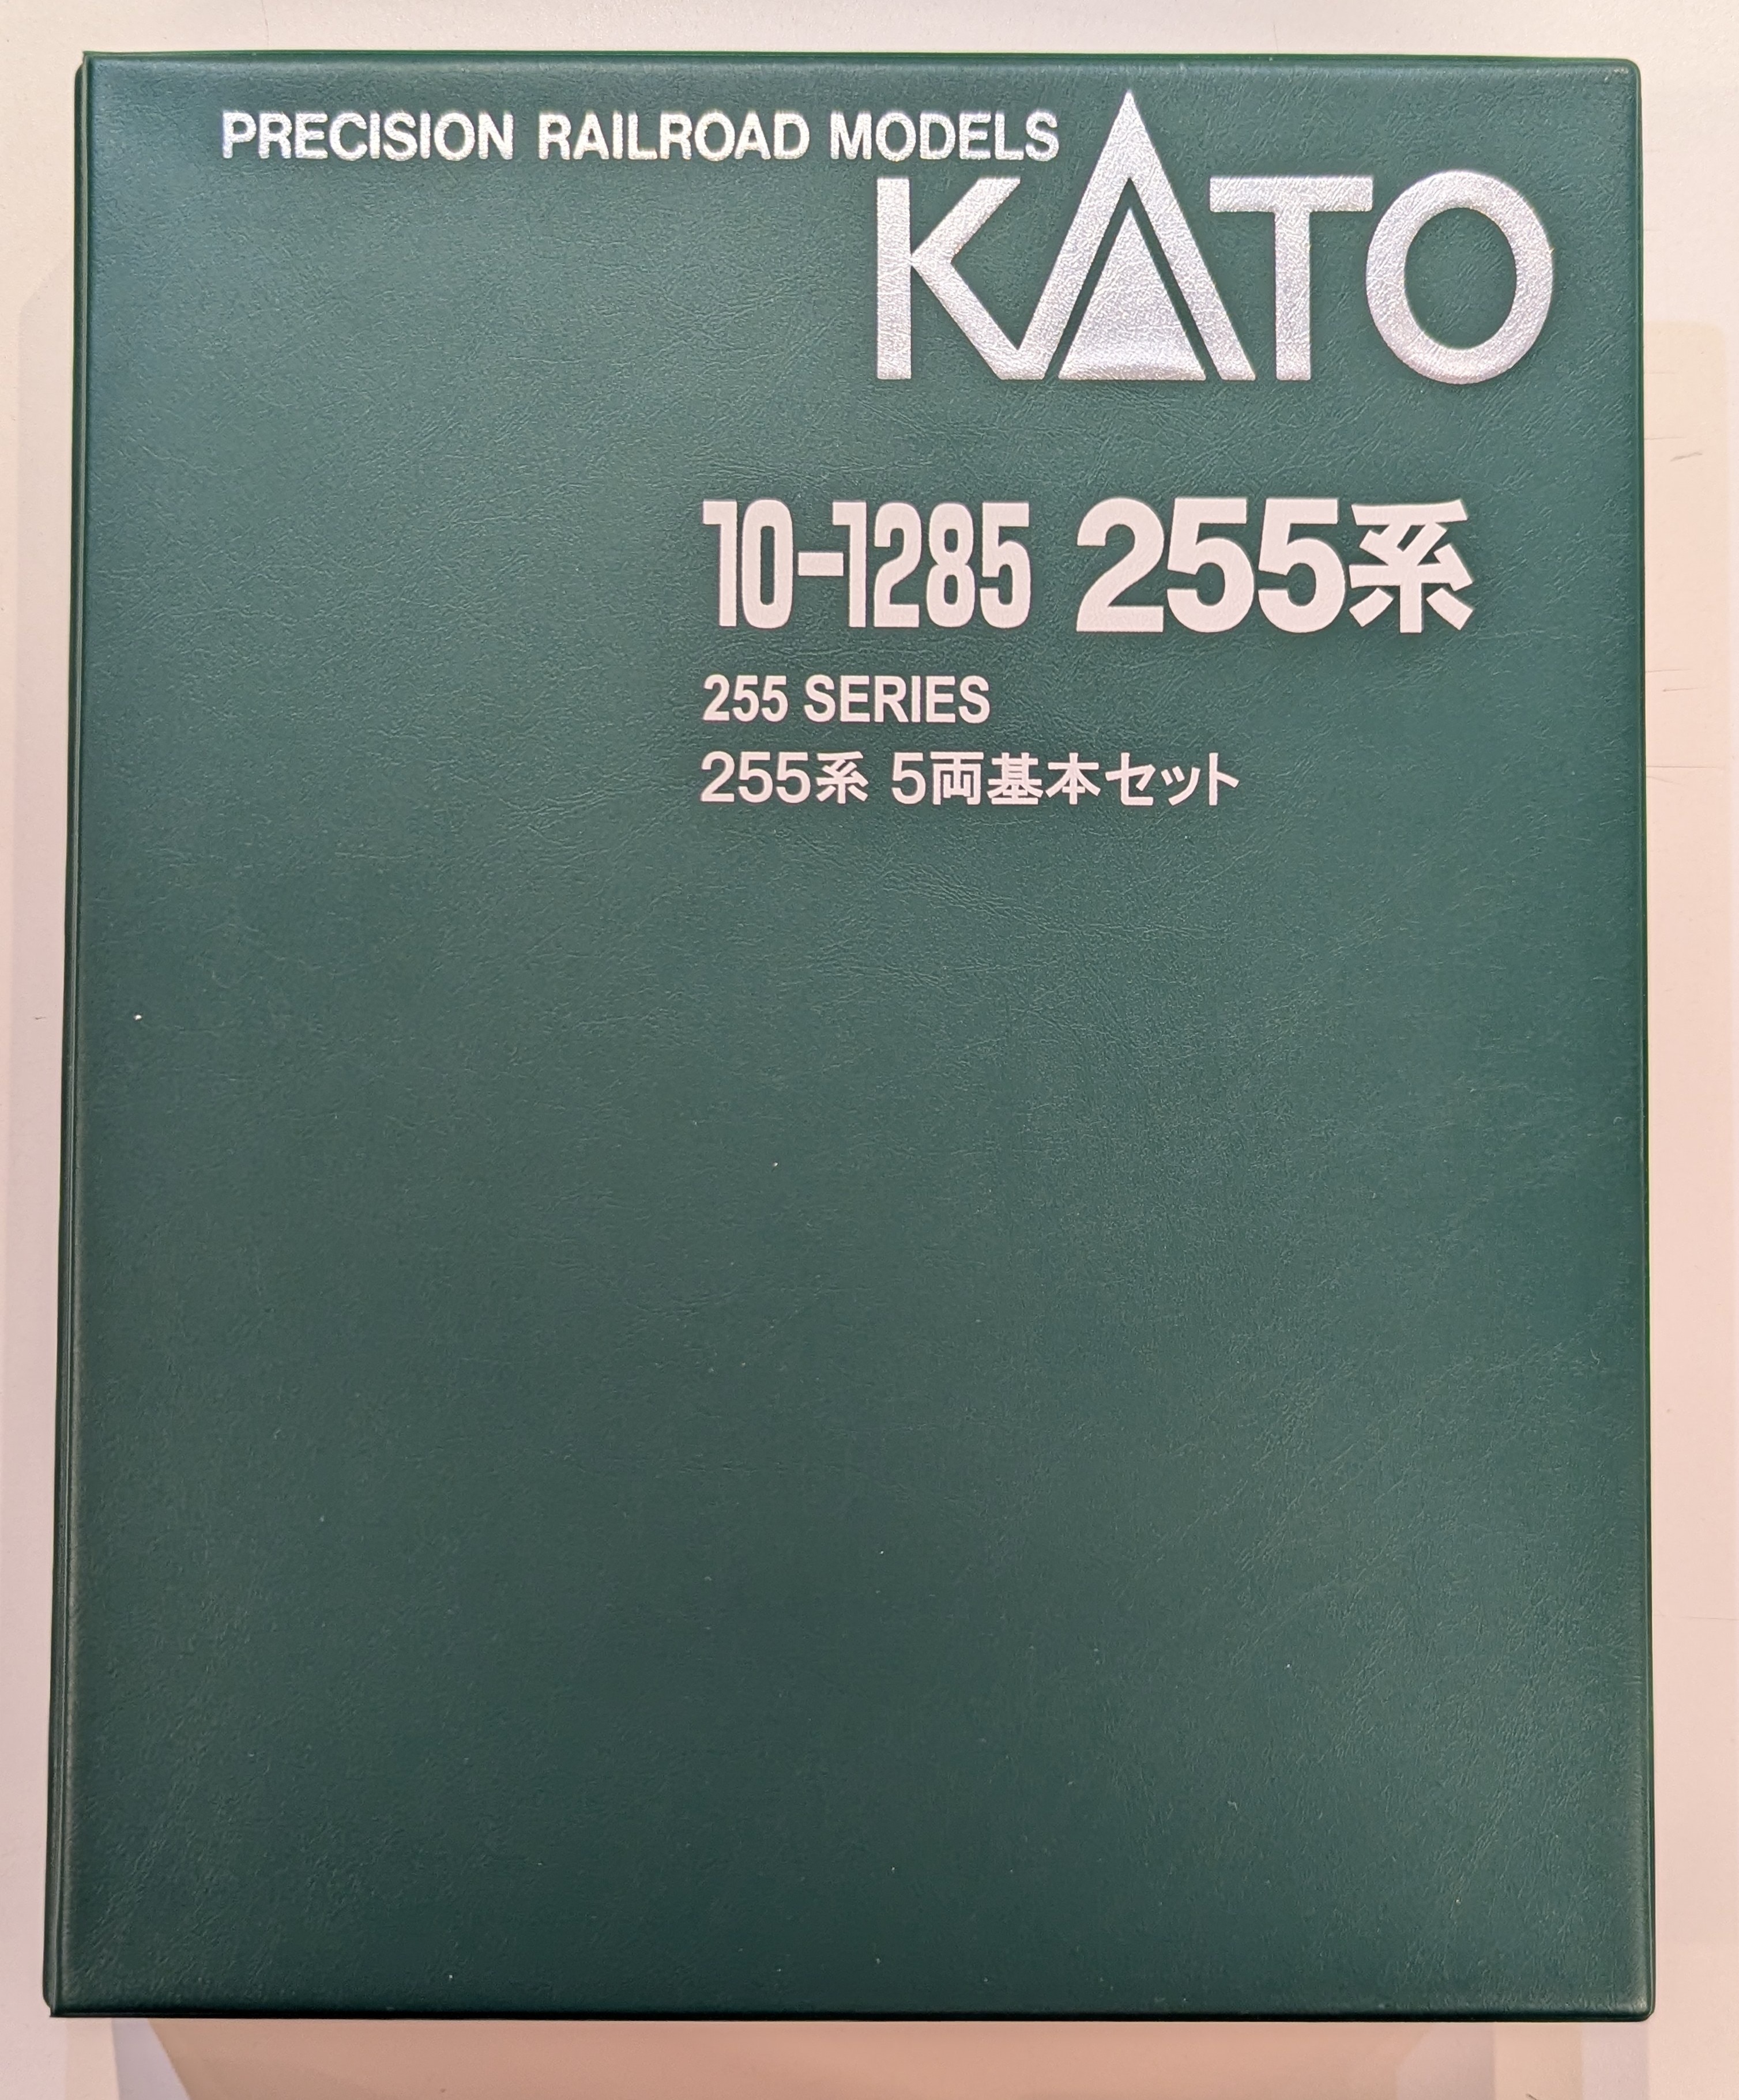 PRECISION RAILROAD MODELS
KATO
10-1285 255系
255 SERIES
255系 5両基本セット